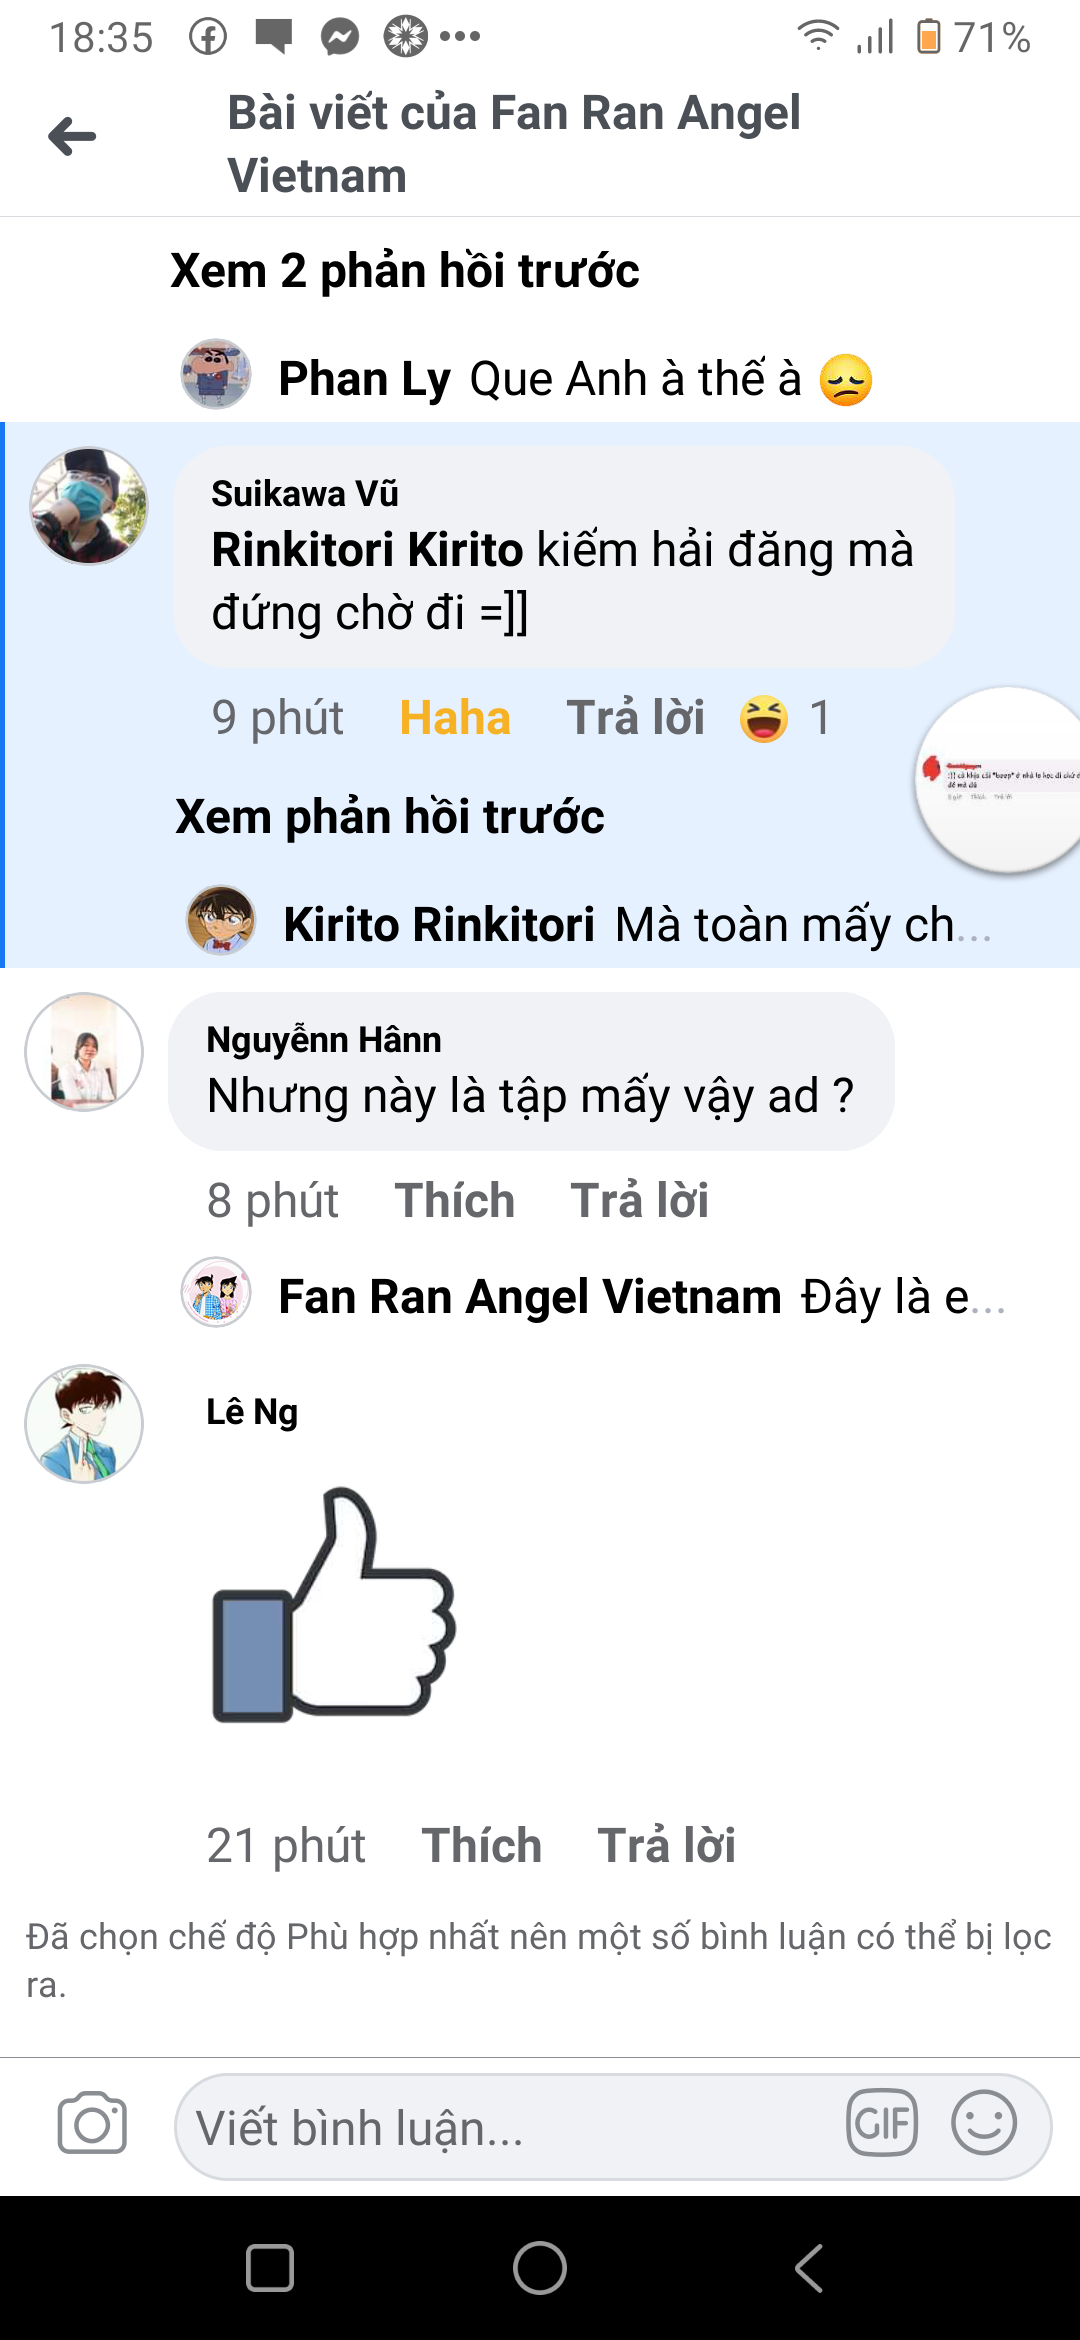 18:35
71%
Bài viết của Fan Ran Angel
Vietnam
Xem 2 phản hồi trước
Phan Ly Que Anh à thế à
Suikawa Vũ
Rinkitori Kirito kiếm hải đăng mà
đứng chờ đi =]]
9 phút Haha Trả lời 1
Xem phản hồi trước
Kirito Rinkitori Mà toàn mấy ch...
Nguyễnn Hânn
Nhưng này là tập mấy vậy ad ?
8 phút Thích Trả lời
Fan Ran Angel Vietnam Đây là e...
Lê Ng
21 phút Thích Trả lời
Đã chọn chế độ Phù hợp nhất nên một số bình luận có thể bị lọc
ra.
Viết bình luận...
GIF